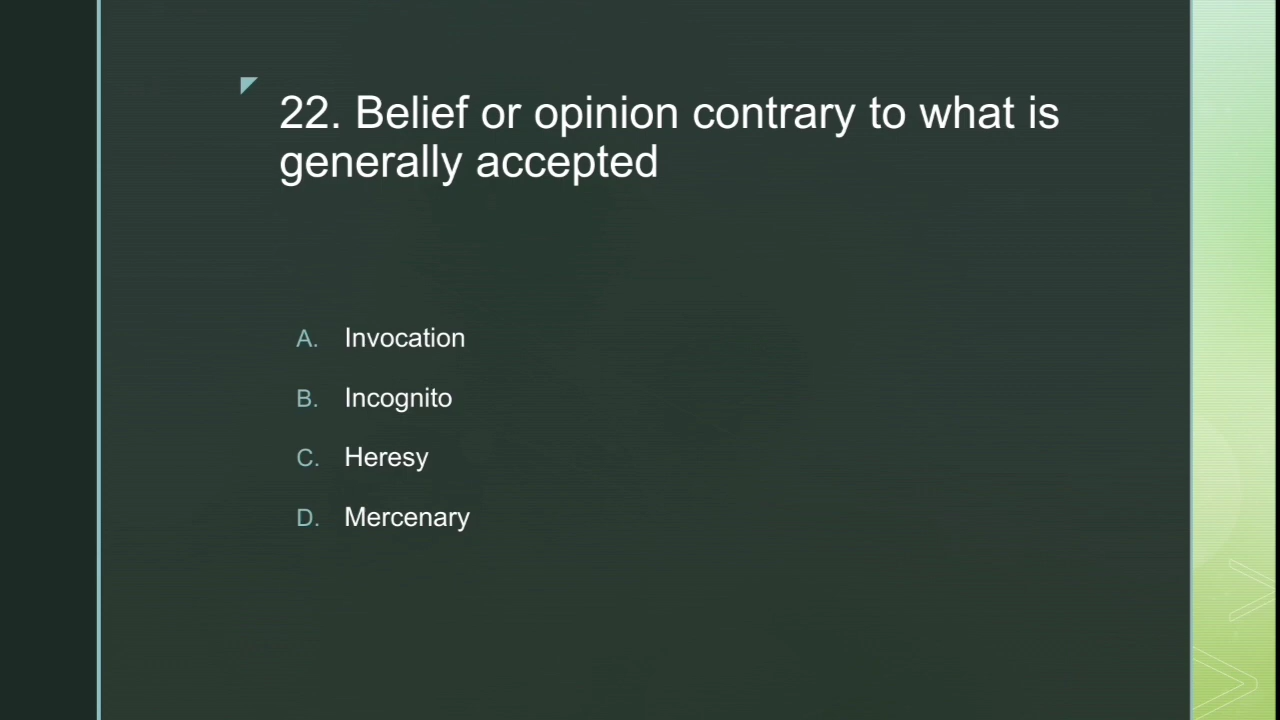 22. Belief or opinion contrary to what is
generally accepted
A. Invocation
B. Incognito
C. Heresy
D. Mercenary